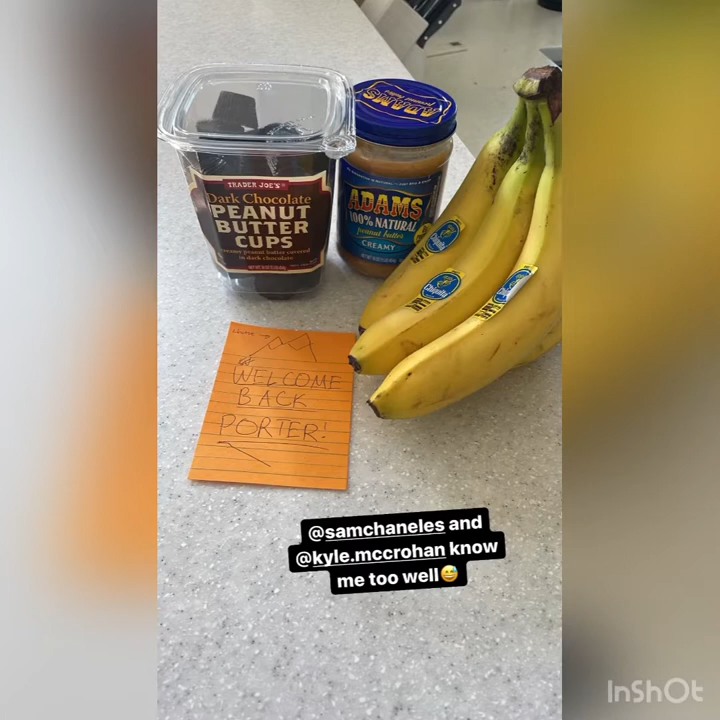 TRADER JOE'S
Dark Chocolate
PEANUT
BUTTER
CUPS
creamy peanut butter covered
in dark chocolate
ADAMS
ADAMS
100% NATURAL
peanut butter
CREAMY
Chiquita
Chiquita
Chiquita
WELCOME
BACK
PORTER!
@samchaneles and
@kyle.mccrohan know
me too well😅
InShOt